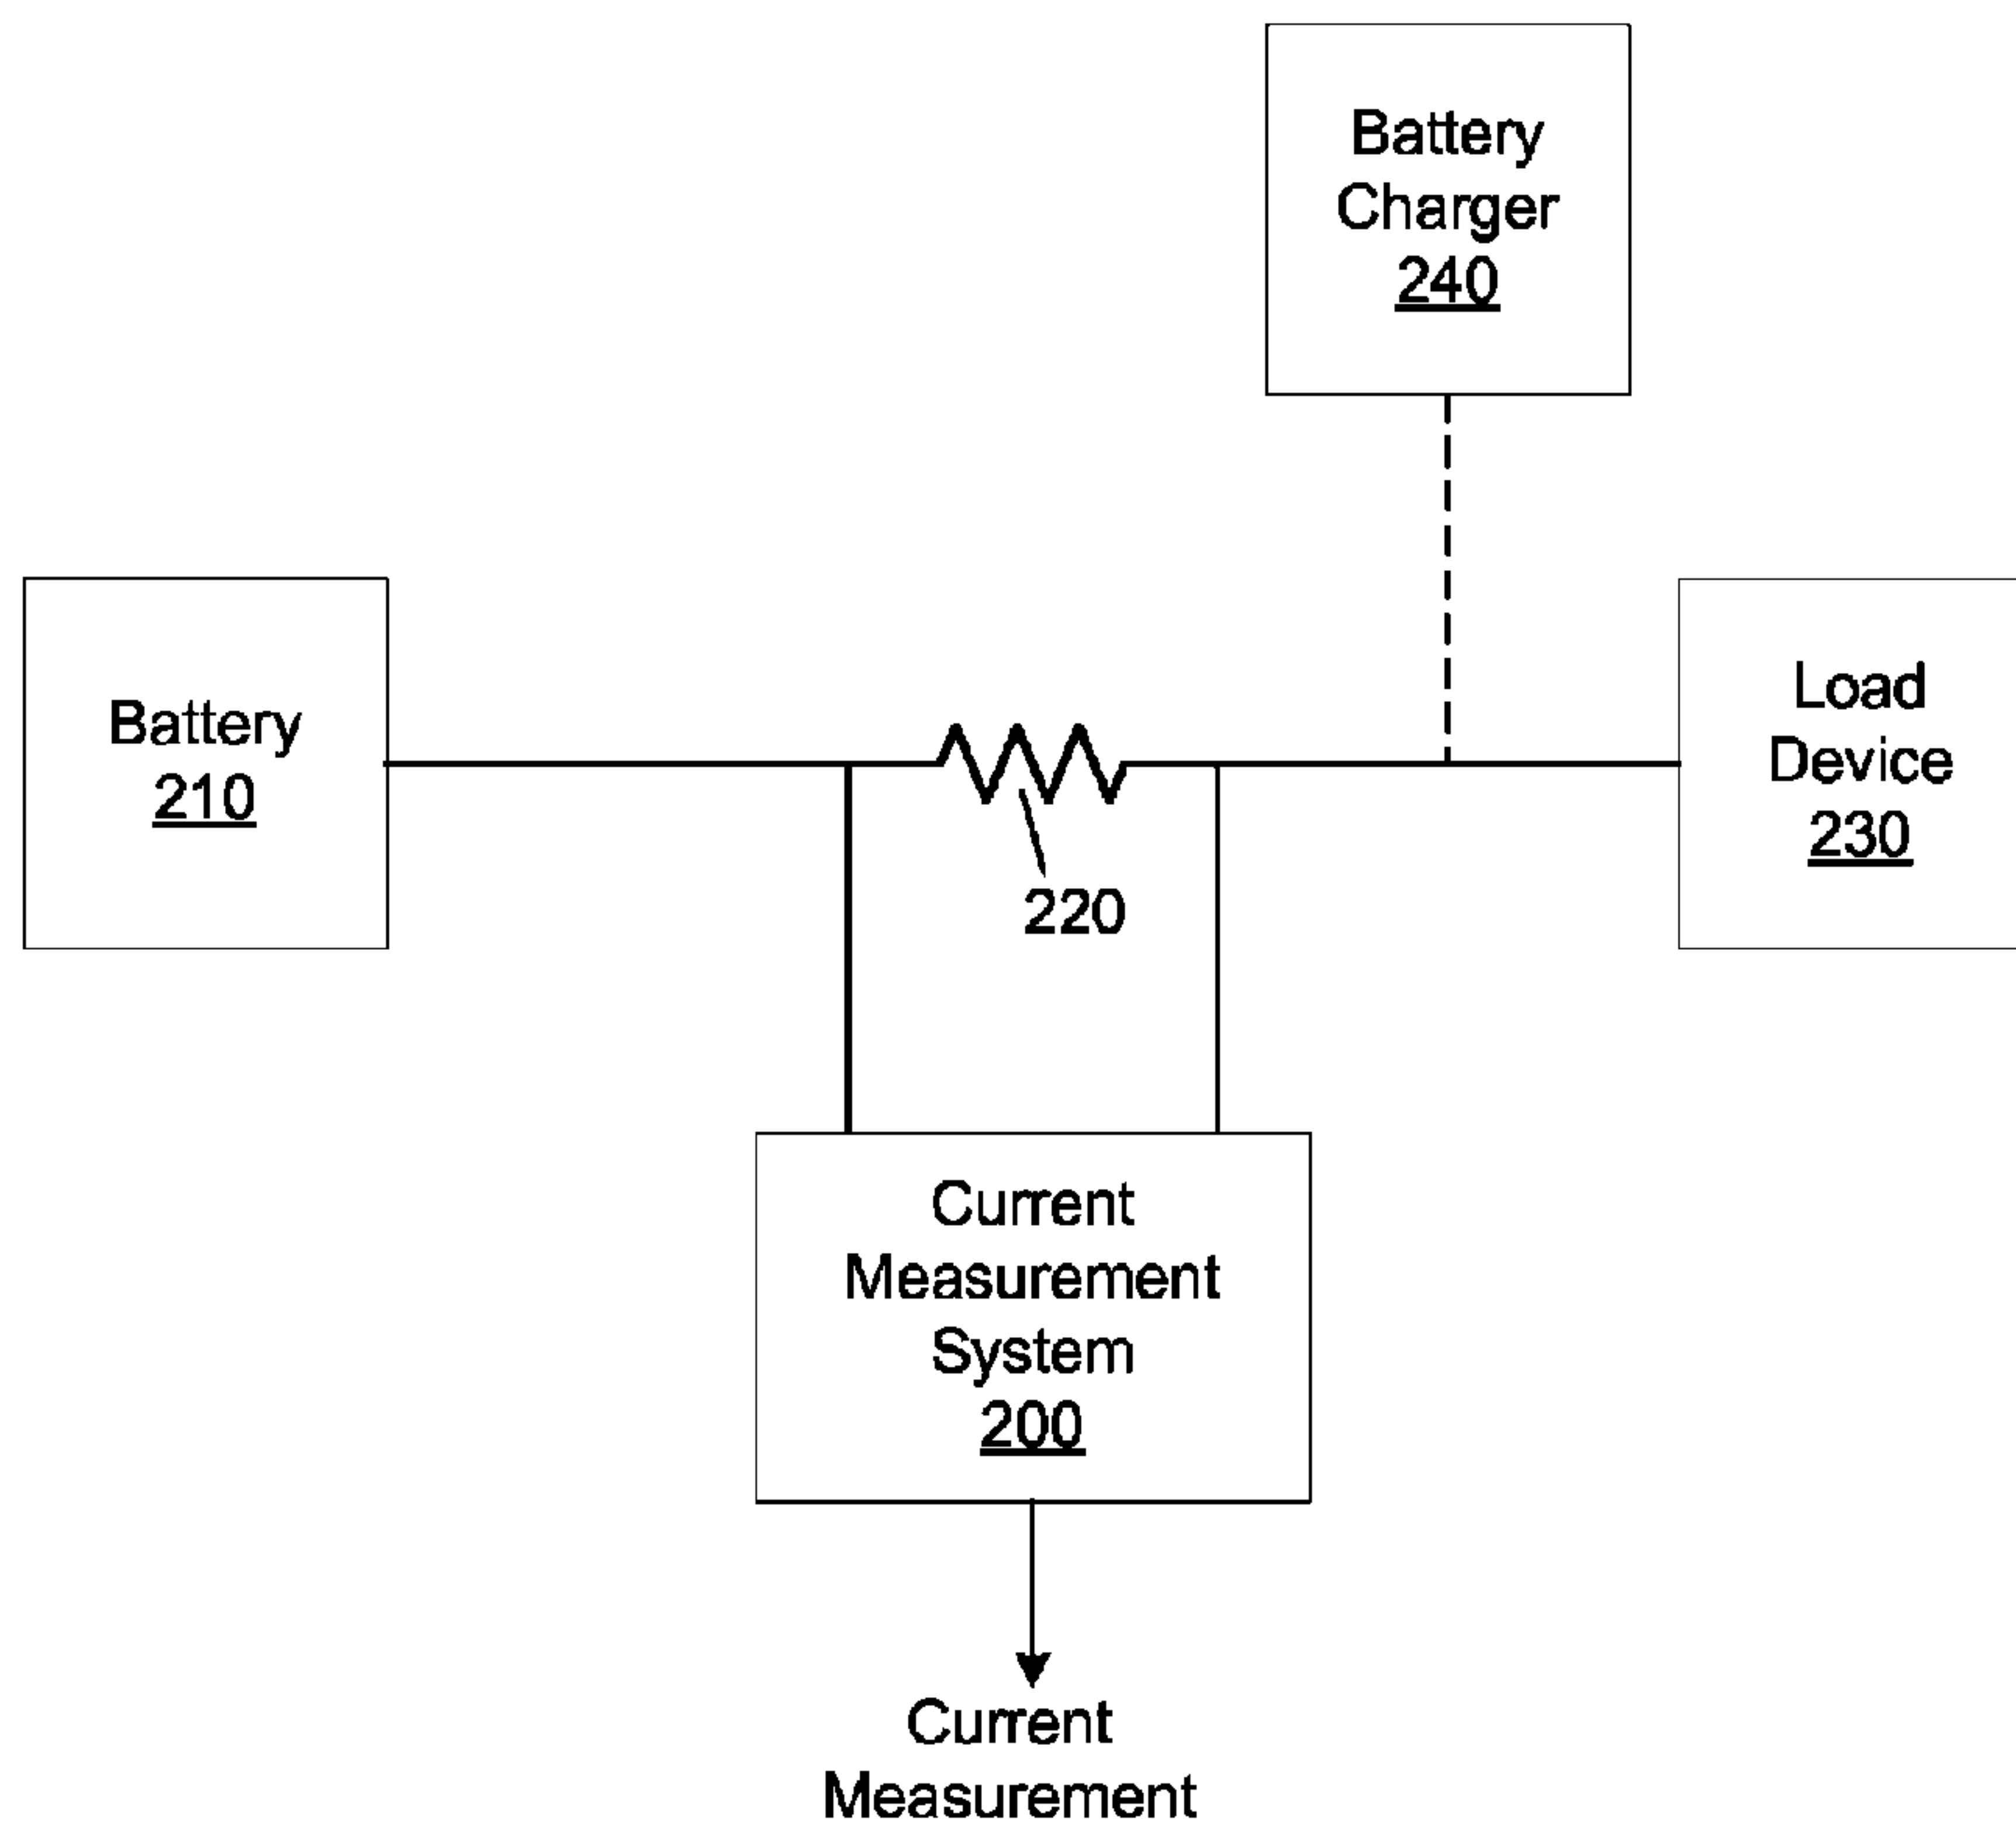 Battery
Charger
240
Battery
210
Load
Device
230
220
Current
Measurement
System
200
Current
Measurement